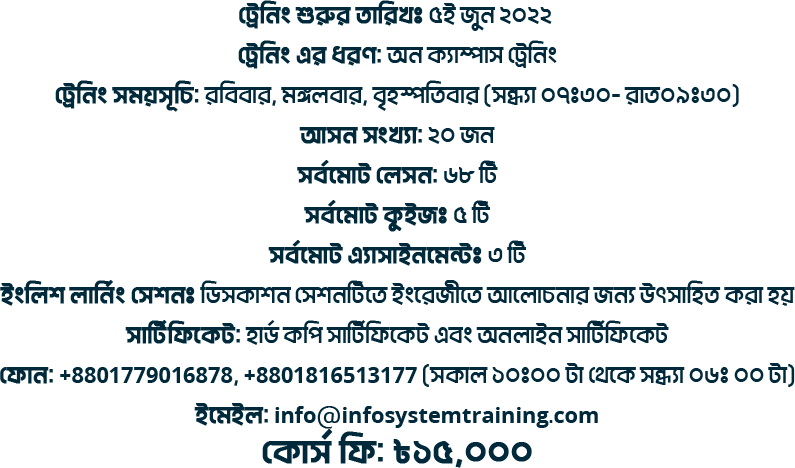 ট্রেনিং শুরুর তারিখঃ ৫ই জুন ২০২২
ট্রেনিং এর ধরণ: অন ক্যাম্পাস ট্রেনিং
ট্রেনিং সময়সূচি: রবিবার, মঙ্গলবার, বৃহস্পতিবার (সন্ধ্যা ০৭ঃ৩০- রাত০৯ঃ৩০)
আসন সংখ্যা: ২০ জন
সর্বমোট লেসন: ৬৮ টি
সর্বমোট কুইজঃ ৫ টি
সর্বমোট এ্যাসাইনমেন্টঃ ৩ টি
ইংলিশ লার্নিং সেশনঃ ডিসকাশন সেশনটিতে ইংরেজীতে আলোচনার জন্য উৎসাহিত করা হয়
সার্টিফিকেট: হার্ড কপি সার্টিফিকেট এবং অনলাইন সার্টিফিকেট
ফোন: +8801779016878, +8801816513177 (সকাল ১০ঃ০০ টা থেকে সন্ধ্যা ০৬ঃ ০০ টা)
ইমেইল: info@infosystemtraining.com
কোর্স ফি: ৳১৫,০০০